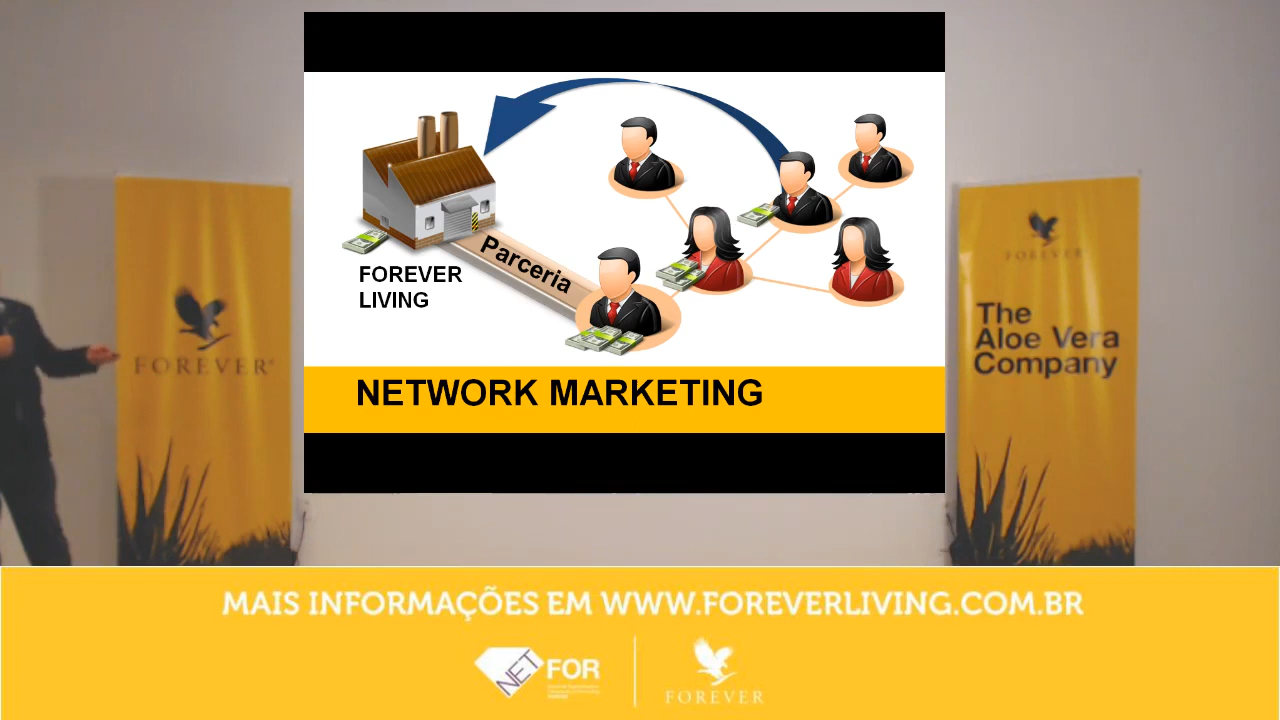 Parceria
FOREVER
LIVING
NETWORK MARKETING
FOREVER
FOREVER
The
Aloe Vera
Company
MAIS INFORMAÇÕES EM WWW.FOREVERLIVING.COM.BR
NET FOR
FOREVER